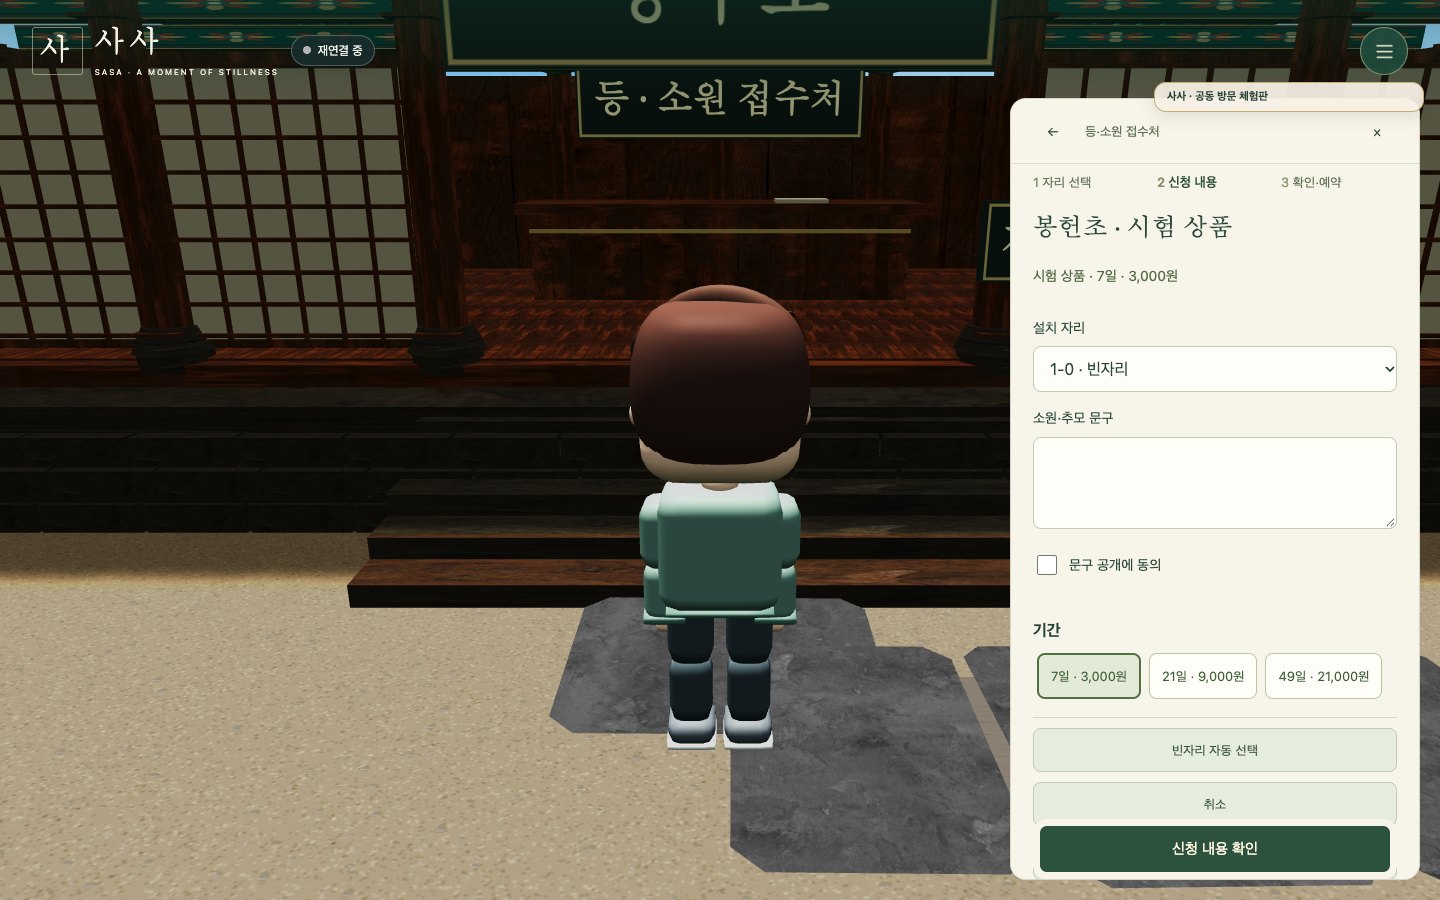 사 사사
SASA · A MOMENT OF STILLNESS
재연결 중
등 · 소원 접수처
사사 · 공동 방문 체험판
← 등·소원 접수처 ×
1 자리 선택 2 신청 내용 3 확인·예약
봉헌초 · 시험 상품
시험 상품 · 7일 · 3,000원
설치 자리
1-0 · 빈자리
소원·추모 문구
문구 공개에 동의
기간
7일 · 3,000원 21일 · 9,000원 49일 · 21,000원
빈자리 자동 선택
취소
신청 내용 확인